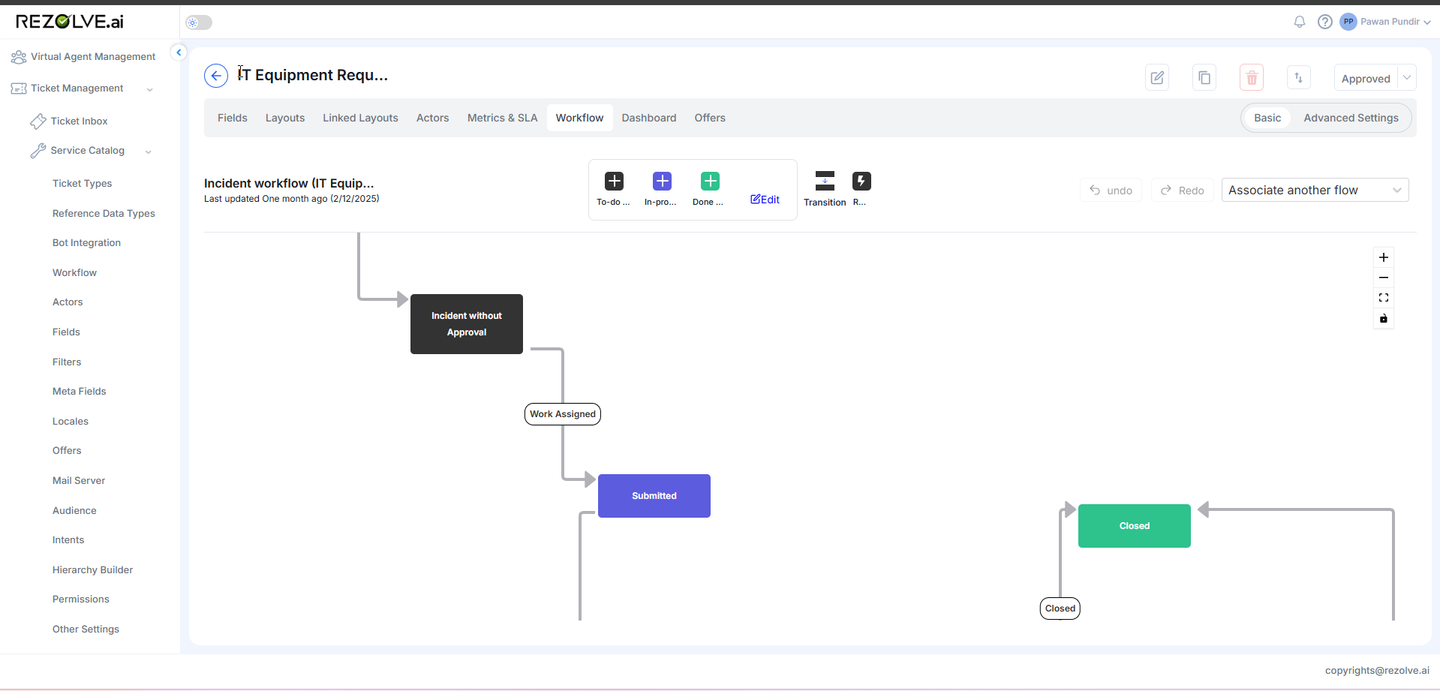 REZOLVE.ai
PP Pawan Pundir
Virtual Agent Management
Ticket Management
Ticket Inbox
Service Catalog
Ticket Types
Reference Data Types
Bot Integration
Workflow
Actors
Fields
Filters
Meta Fields
Locales
Offers
Mail Server
Audience
Intents
Hierarchy Builder
Permissions
Other Settings
IT Equipment Requ...
Approved
Fields Layouts Linked Layouts Actors Metrics & SLA Workflow Dashboard Offers
Basic Advanced Settings
Incident workflow (IT Equip...
Last updated One month ago (2/12/2025)
To-do ... In-pro... Done ... Edit
Transition R...
undo Redo Associate another flow
Incident without
Approval
Work Assigned
Submitted
Closed
Closed
copyrights@rezolve.ai